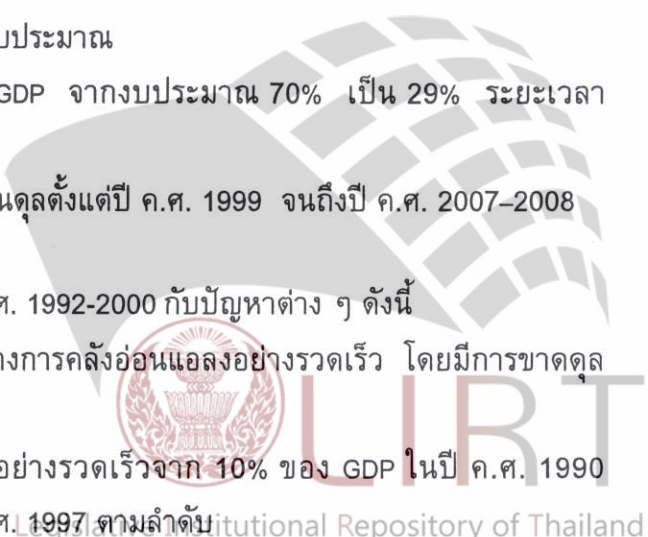 บประมาณ
GDP จากงบประมาณ 70% เป็น 29% ระยะเวลา
นดุลตั้งแต่ปี ค.ศ. 1999 จนถึงปี ค.ศ. 2007–2008
ศ. 1992-2000 กับปัญหาต่าง ๆ ดังนี้
างการคลังอ่อนแอลงอย่างรวดเร็ว โดยมีการขาดดุล
LIRT
อย่างรวดเร็วจาก 10% ของ GDP ในปี ค.ศ. 1990
ศ. 1997 ตามลำดับ
Legislative Institutional Repository of Thailand